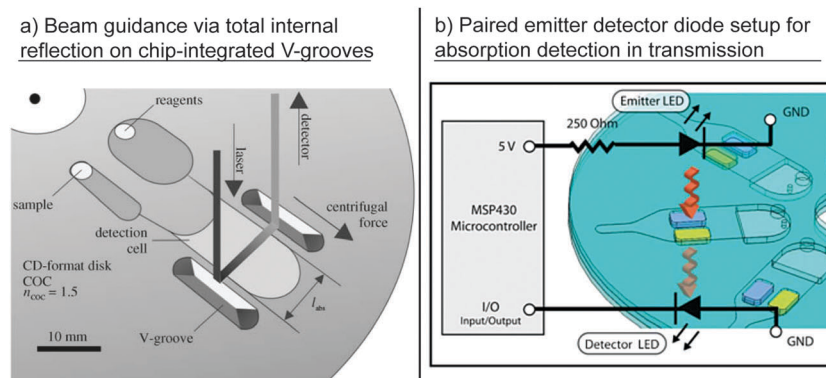 a) Beam guidance via total internal
reflection on chip-integrated V-grooves
reagents
sample
laser
detector
detection
cell
centrifugal
force
CD-format disk
COC
n_coc = 1.5
l_abs
V-groove
10 mm
b) Paired emitter detector diode setup for
absorption detection in transmission
Emitter LED
GND
250 Ohm
5 V
MSP430
Microcontroller
I/O
Input/Output
Detector LED
GND